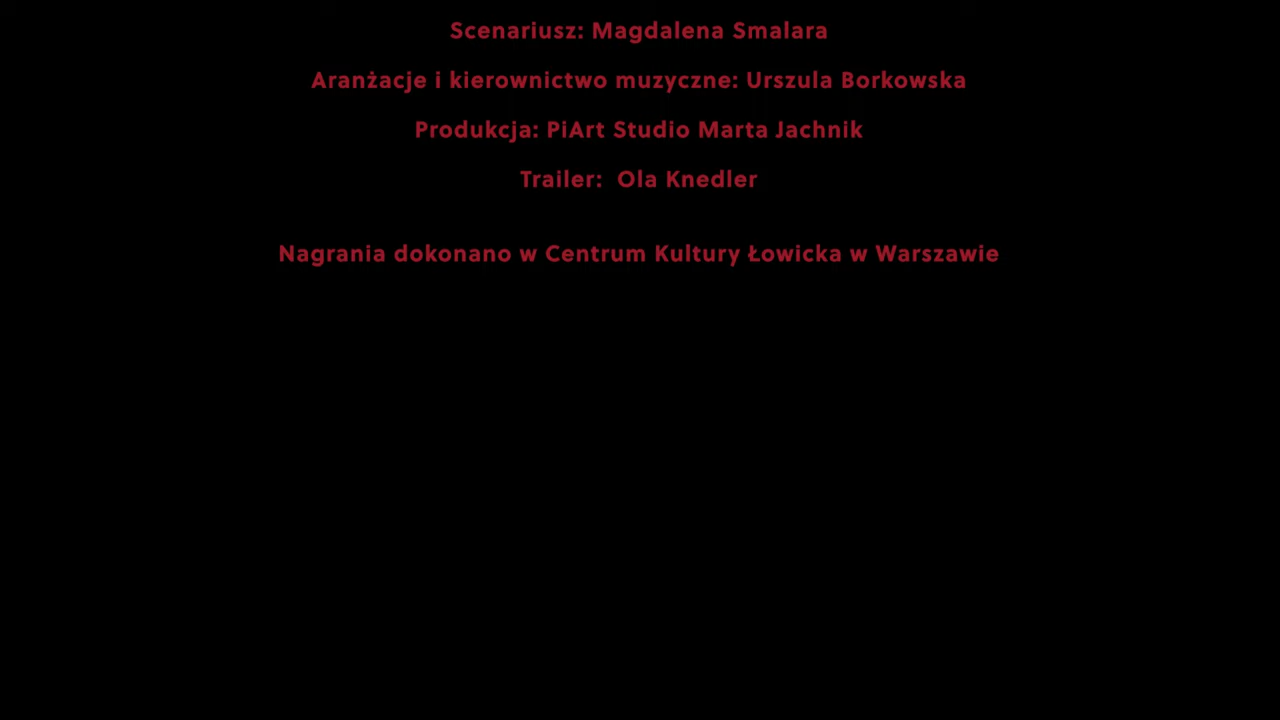 Scenariusz: Magdalena Smalara
Aranżacje i kierownictwo muzyczne: Urszula Borkowska
Produkcja: PiArt Studio Marta Jachnik
Trailer:  Ola Knedler
Nagrania dokonano w Centrum Kultury Łowicka w Warszawie